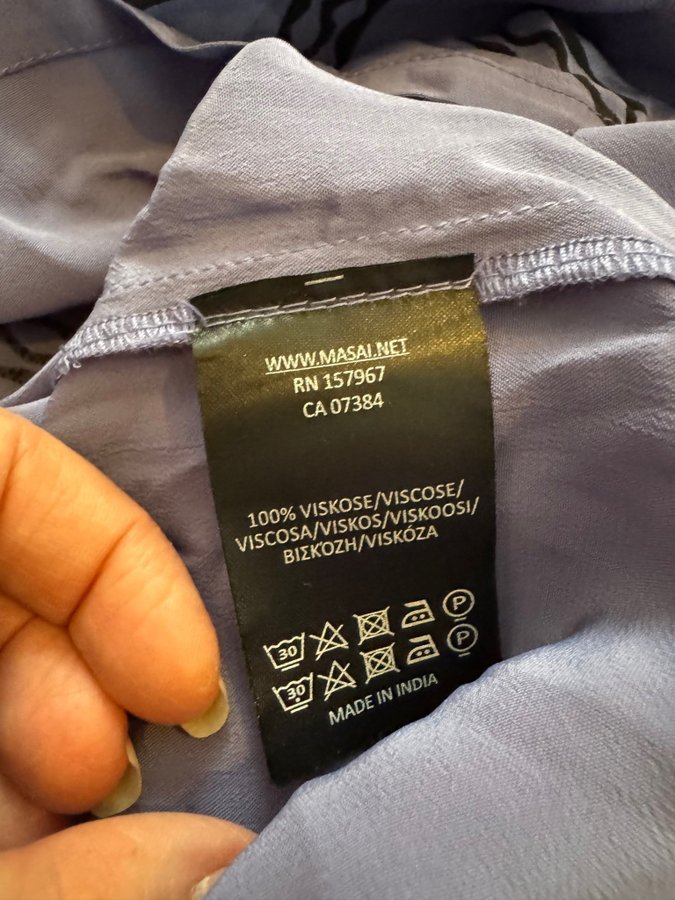 WWW.MASAI.NET
RN 157967
CA 07384
100% VISKOSE/VISCOSE/
VISCOSA/VISKOS/VISKOOSI/
ΒΙΣΚΌΖΗ/VISKÓZA
30 P
30 P
MADE IN INDIA